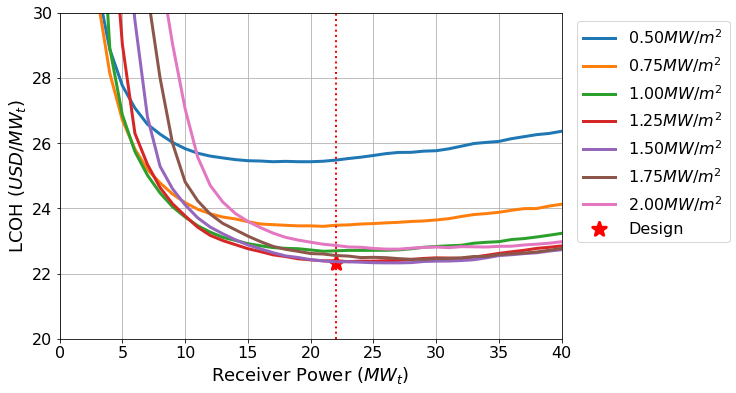 LCOH (USD/MW_t)
30
28
26
24
22
20
0 5 10 15 20 25 30 35 40
Receiver Power (MW_t)
0.50MW/m²
0.75MW/m²
1.00MW/m²
1.25MW/m²
1.50MW/m²
1.75MW/m²
2.00MW/m²
Design